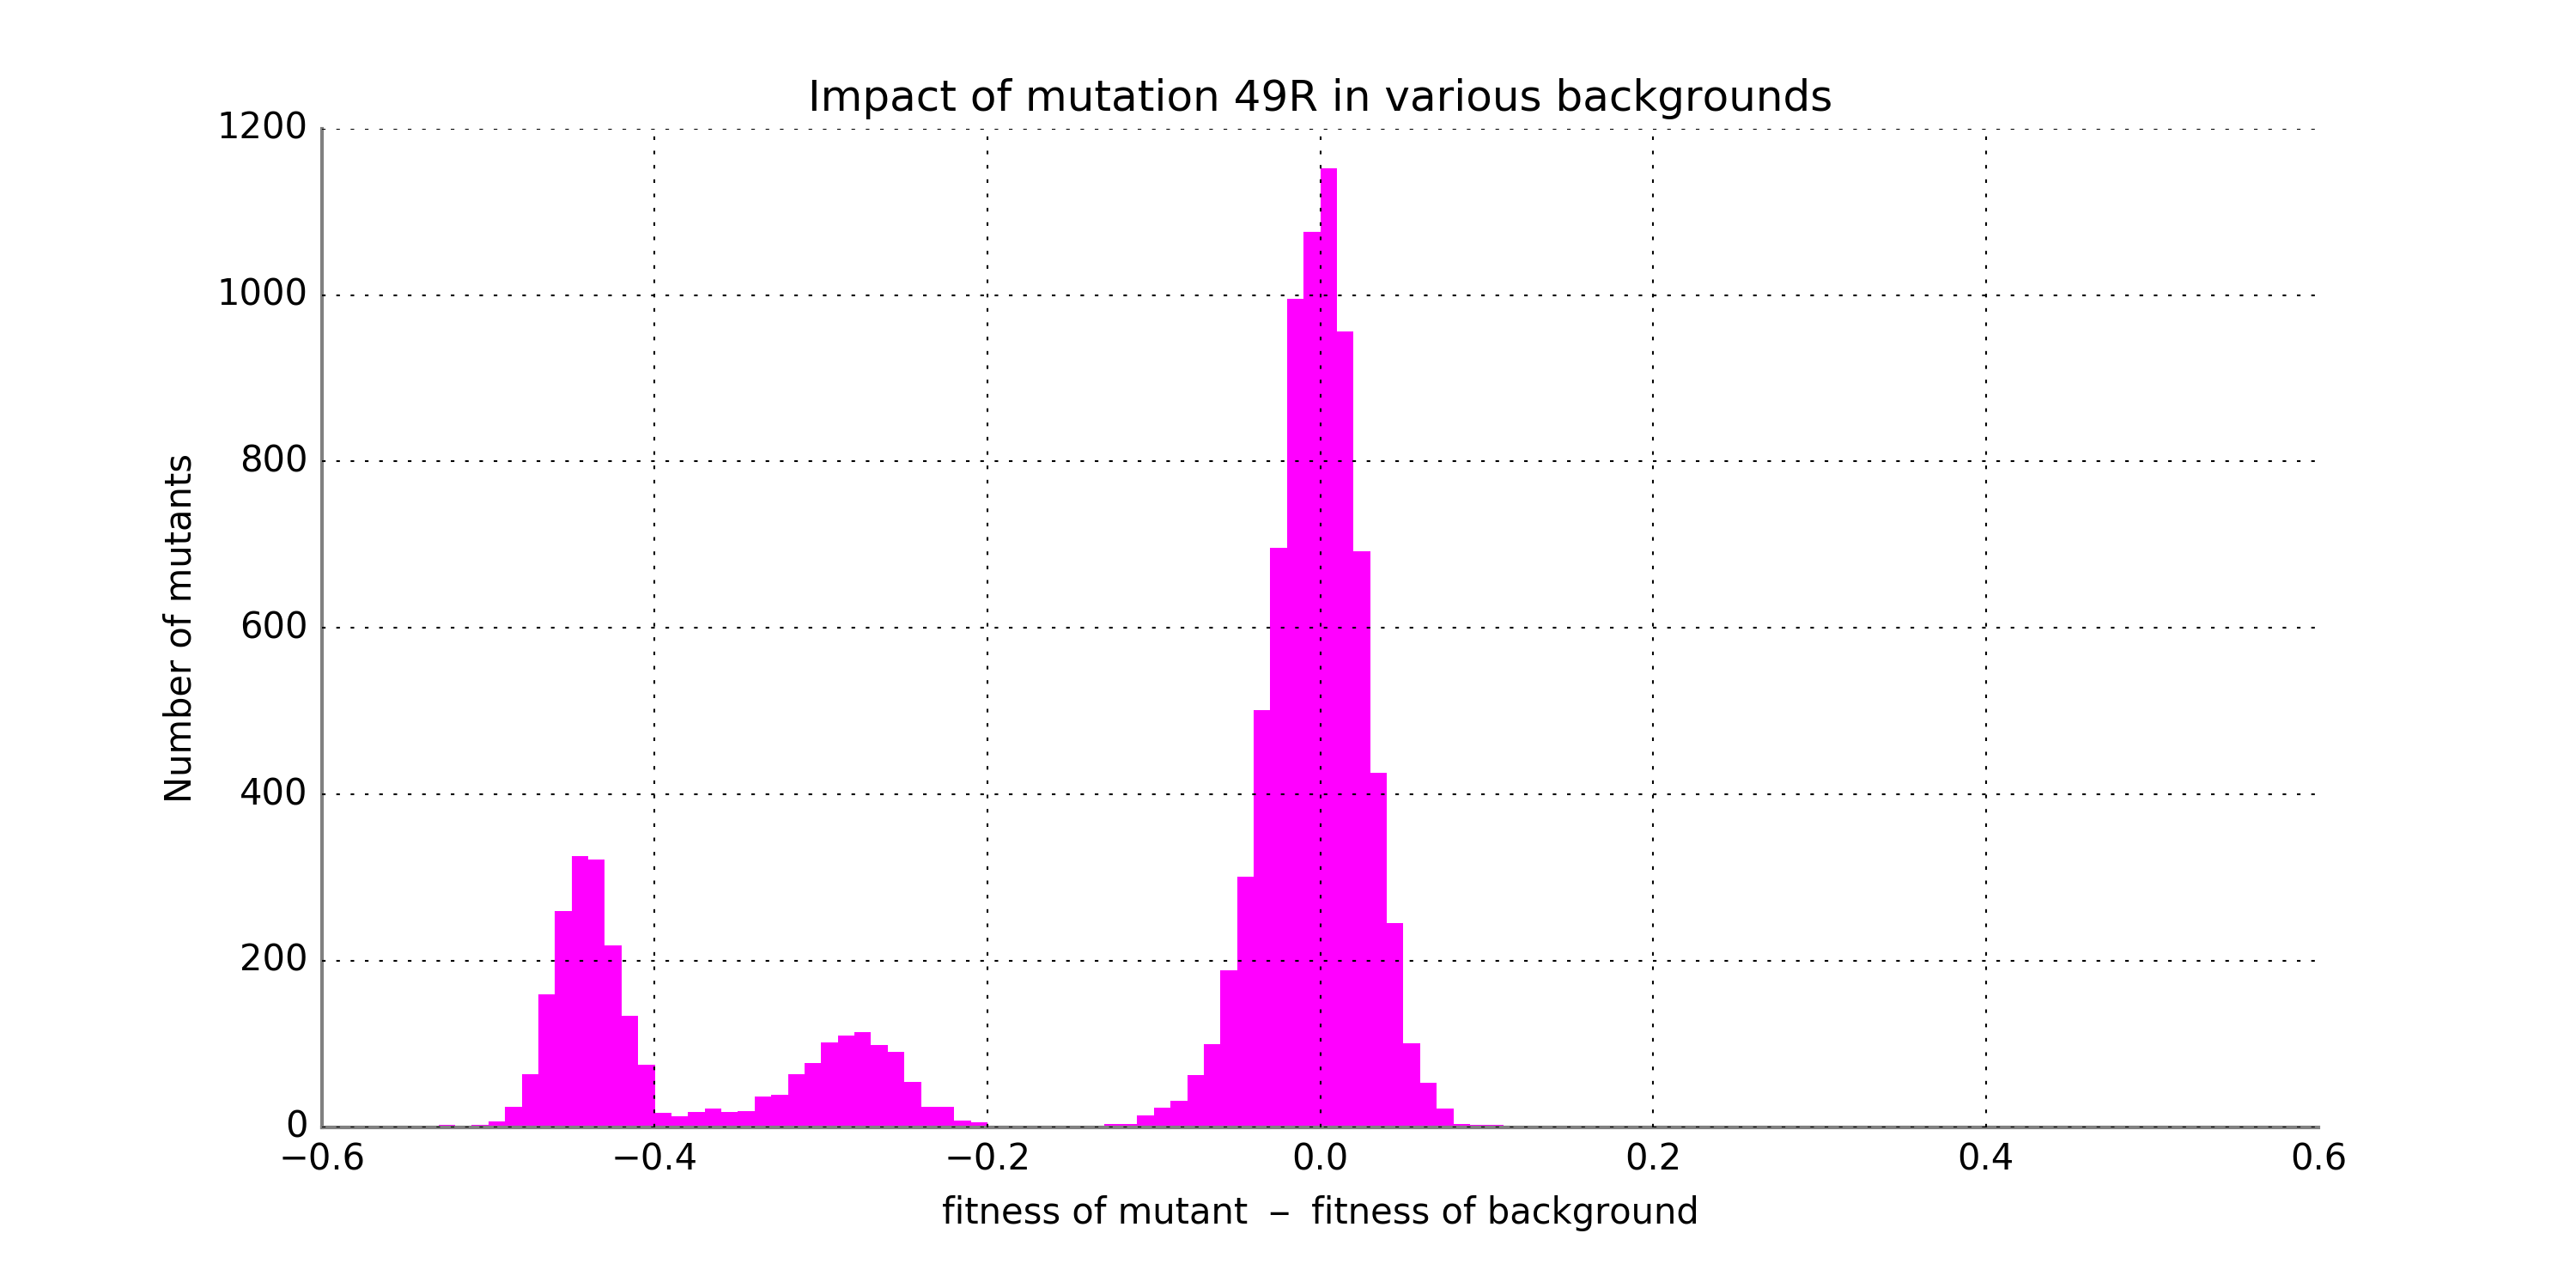 Impact of mutation 49R in various backgrounds
1200
1000
800
600
400
200
0
Number of mutants
−0.6 −0.4 −0.2 0.0 0.2 0.4 0.6
fitness of mutant – fitness of background